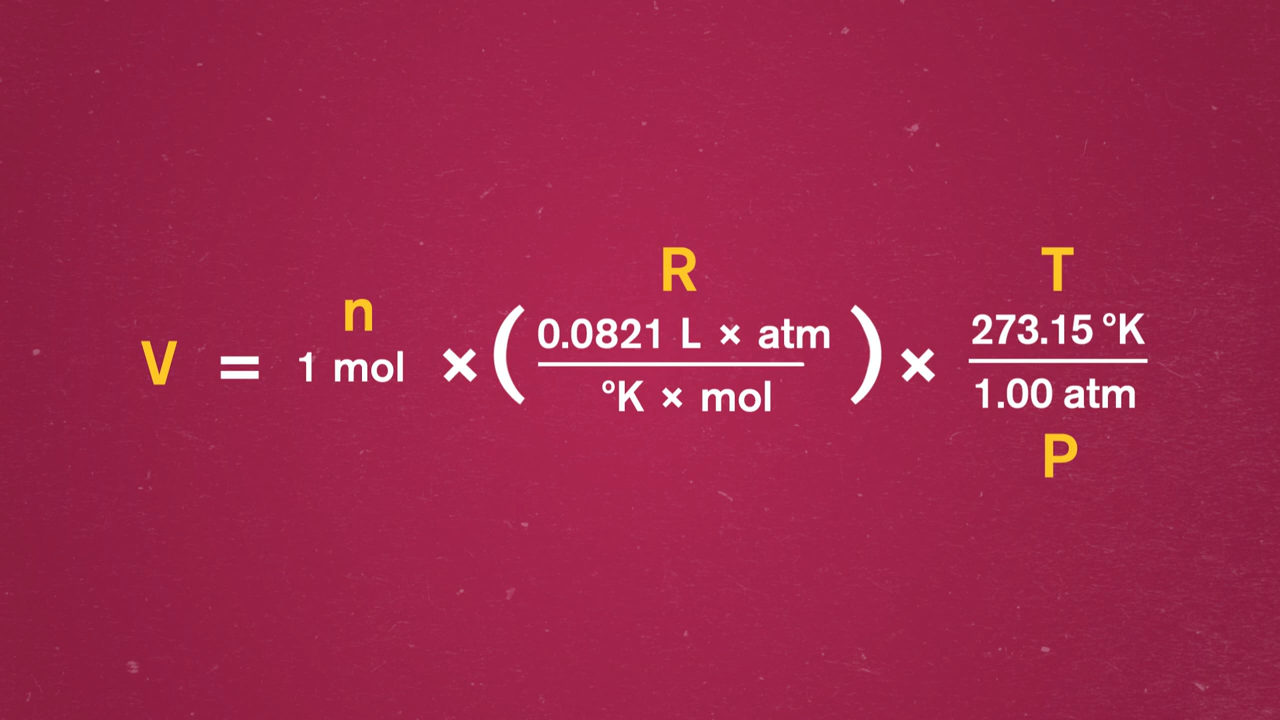 V = n 1 mol × ( R 0.0821 L × atm / °K × mol ) × T 273.15 °K / 1.00 atm P